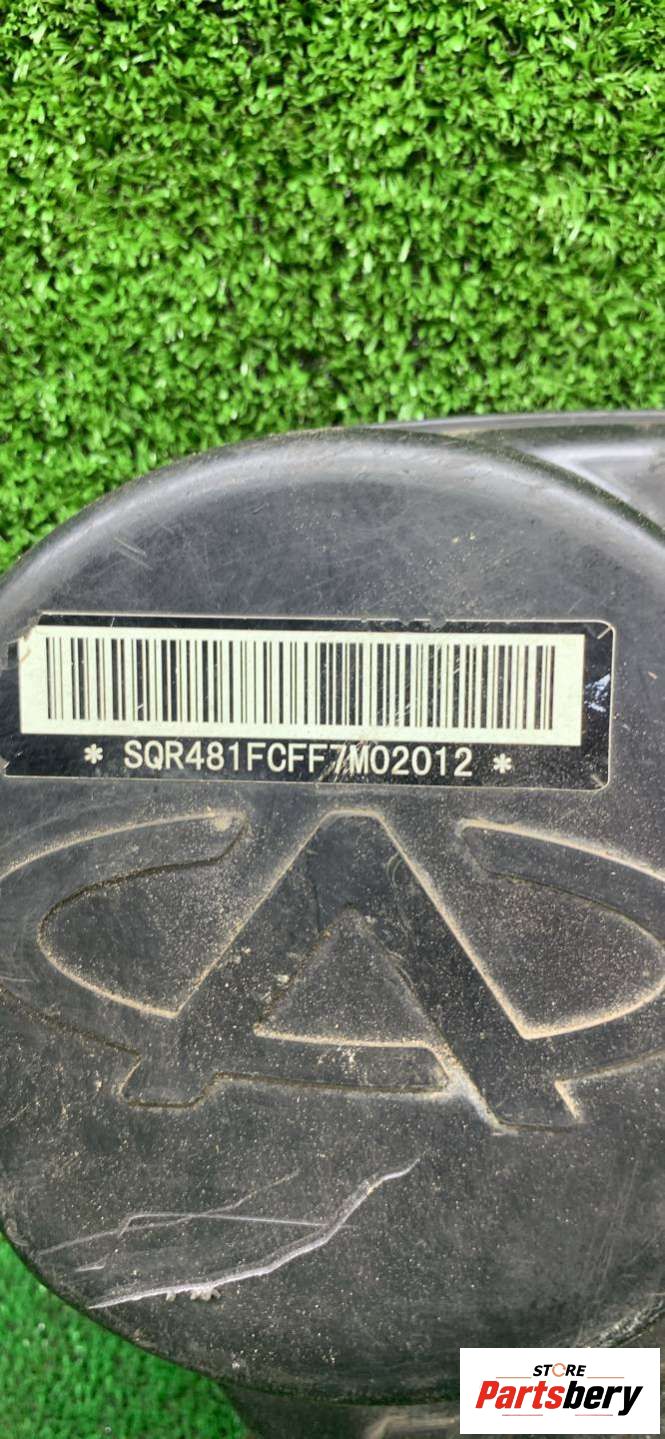 * SQR481FCFF7M02012 *
STORE
Partsbery